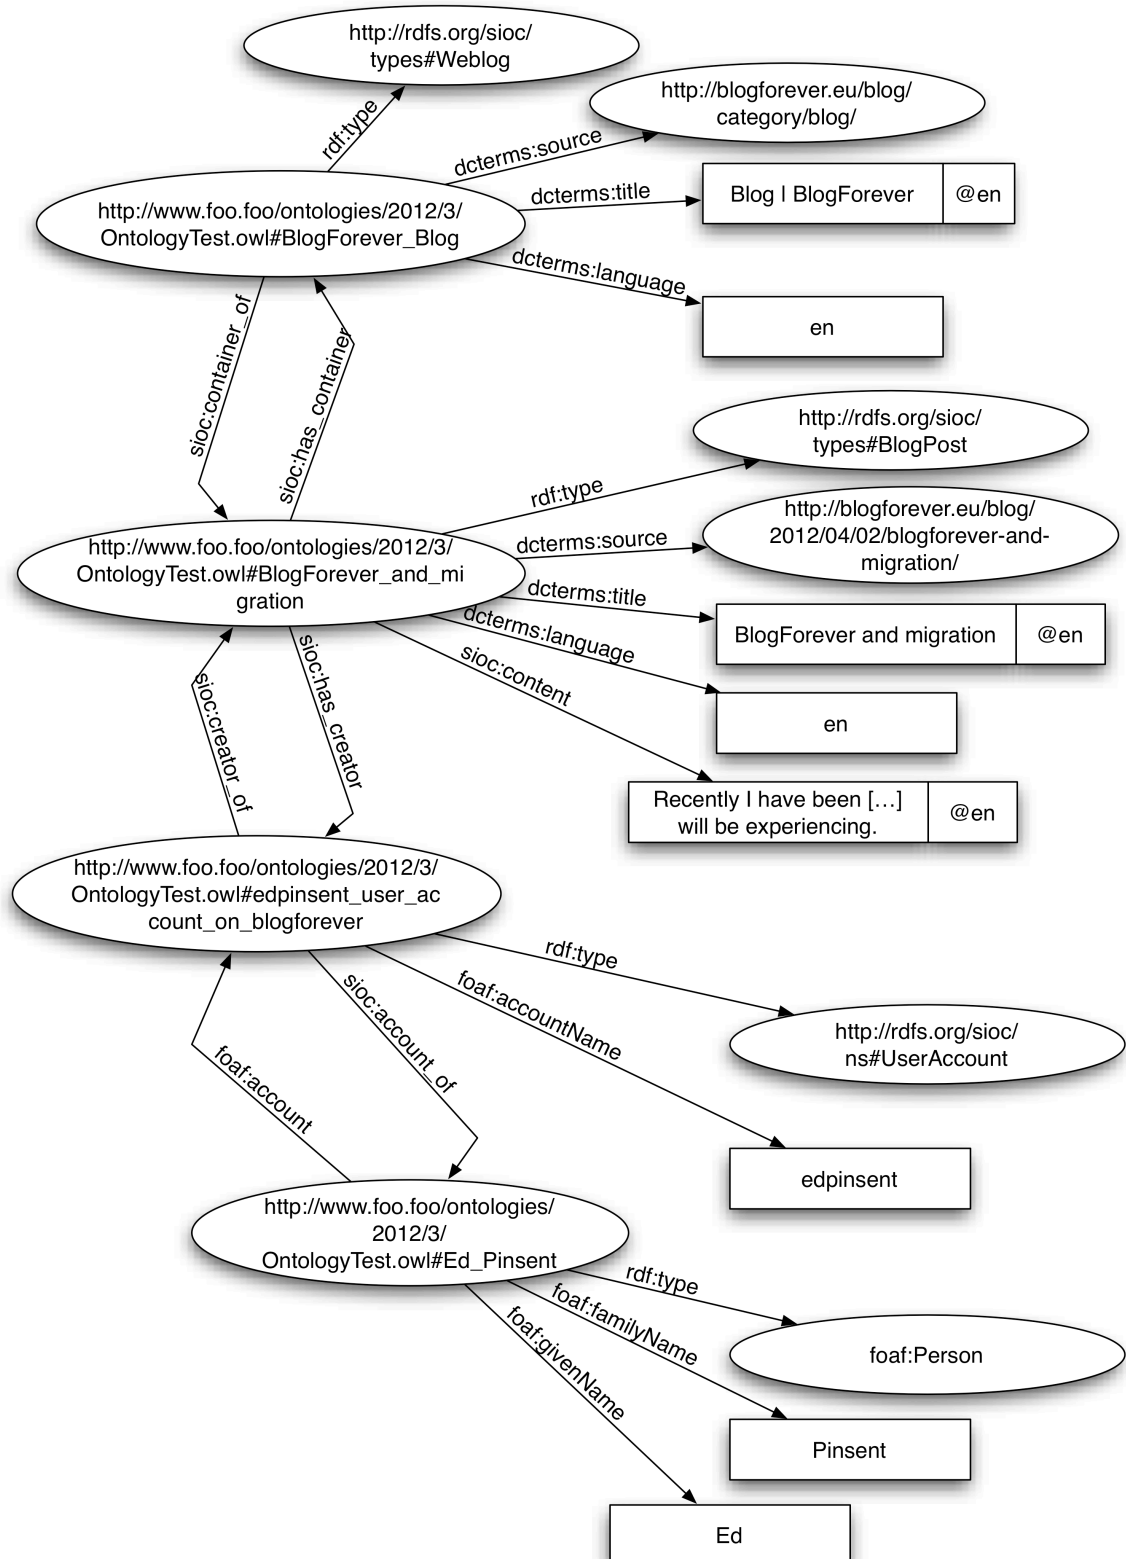 http://rdfs.org/sioc/
types#Weblog
rdf:type
http://blogforever.eu/blog/
category/blog/
dcterms:source
dcterms:title
Blog | BlogForever
@en
http://www.foo.foo/ontologies/2012/3/
OntologyTest.owl#BlogForever_Blog
dcterms:language
en
sioc:container_of
sioc:has_container
http://rdfs.org/sioc/
types#BlogPost
rdf:type
http://blogforever.eu/blog/
2012/04/02/blogforever-and-
migration/
dcterms:source
http://www.foo.foo/ontologies/2012/3/
OntologyTest.owl#BlogForever_and_mi
gration
dcterms:title
BlogForever and migration
@en
dcterms:language
en
sioc:content
Recently I have been […]
will be experiencing.
@en
sioc:creator_of
sioc:has_creator
http://www.foo.foo/ontologies/2012/3/
OntologyTest.owl#edpinsent_user_ac
count_on_blogforever
rdf:type
http://rdfs.org/sioc/
ns#UserAccount
foaf:accountName
edpinsent
sioc:account_of
foaf:account
http://www.foo.foo/ontologies/
2012/3/
OntologyTest.owl#Ed_Pinsent
rdf:type
foaf:Person
foaf:familyName
Pinsent
foaf:givenName
Ed